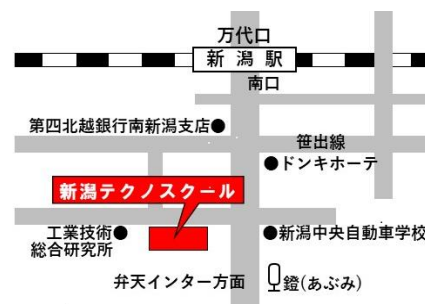 万代口
新潟駅
南口
第四北越銀行南新潟支店●
笹出線
●ドンキホーテ
新潟テクノスクール
工業技術●
総合研究所
●新潟中央自動車学校
弁天インター方面
鐙(あぶみ)